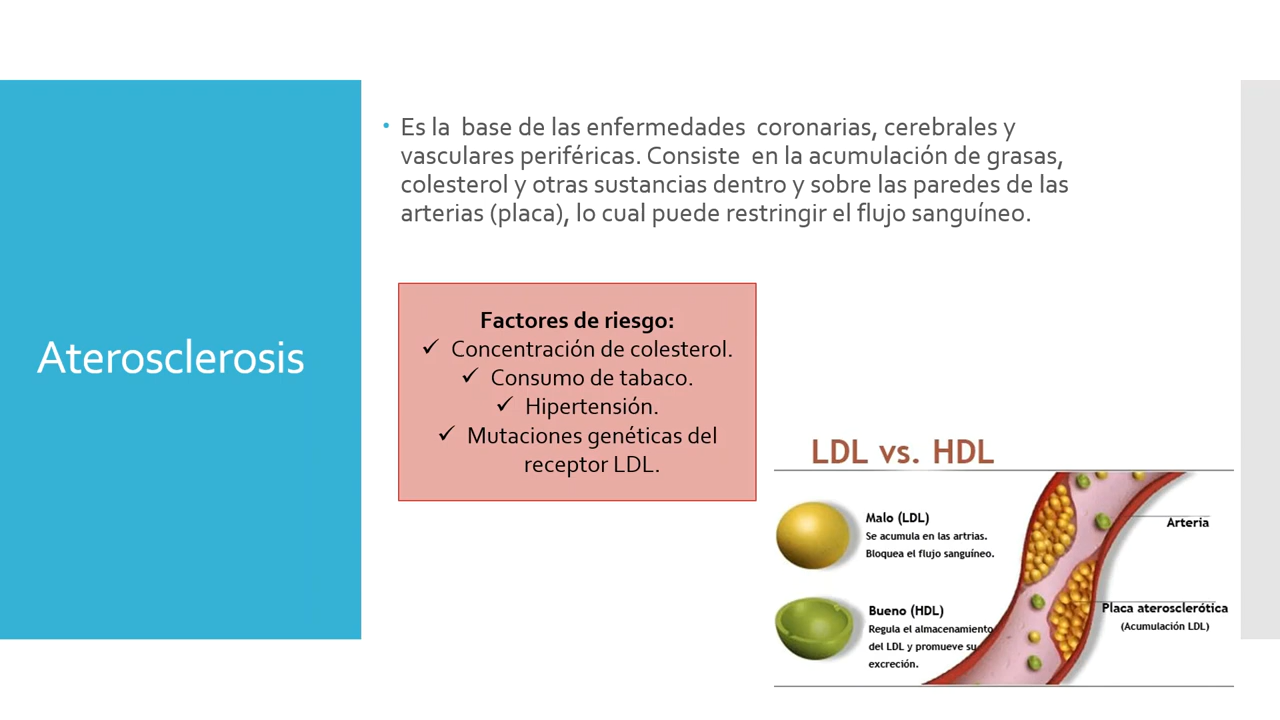 Aterosclerosis
• Es la base de las enfermedades coronarias, cerebrales y
vasculares periféricas. Consiste en la acumulación de grasas,
colesterol y otras sustancias dentro y sobre las paredes de las
arterias (placa), lo cual puede restringir el flujo sanguíneo.
Factores de riesgo:
✓ Concentración de colesterol.
✓ Consumo de tabaco.
✓ Hipertensión.
✓ Mutaciones genéticas del
receptor LDL.
LDL vs. HDL
Malo (LDL)
Se acumula en las artrias.
Bloquea el flujo sanguíneo.
Bueno (HDL)
Regula el almacenamiento
del LDL y promueve su
excreción.
Arteria
Placa aterosclerótica
(Acumulación LDL)